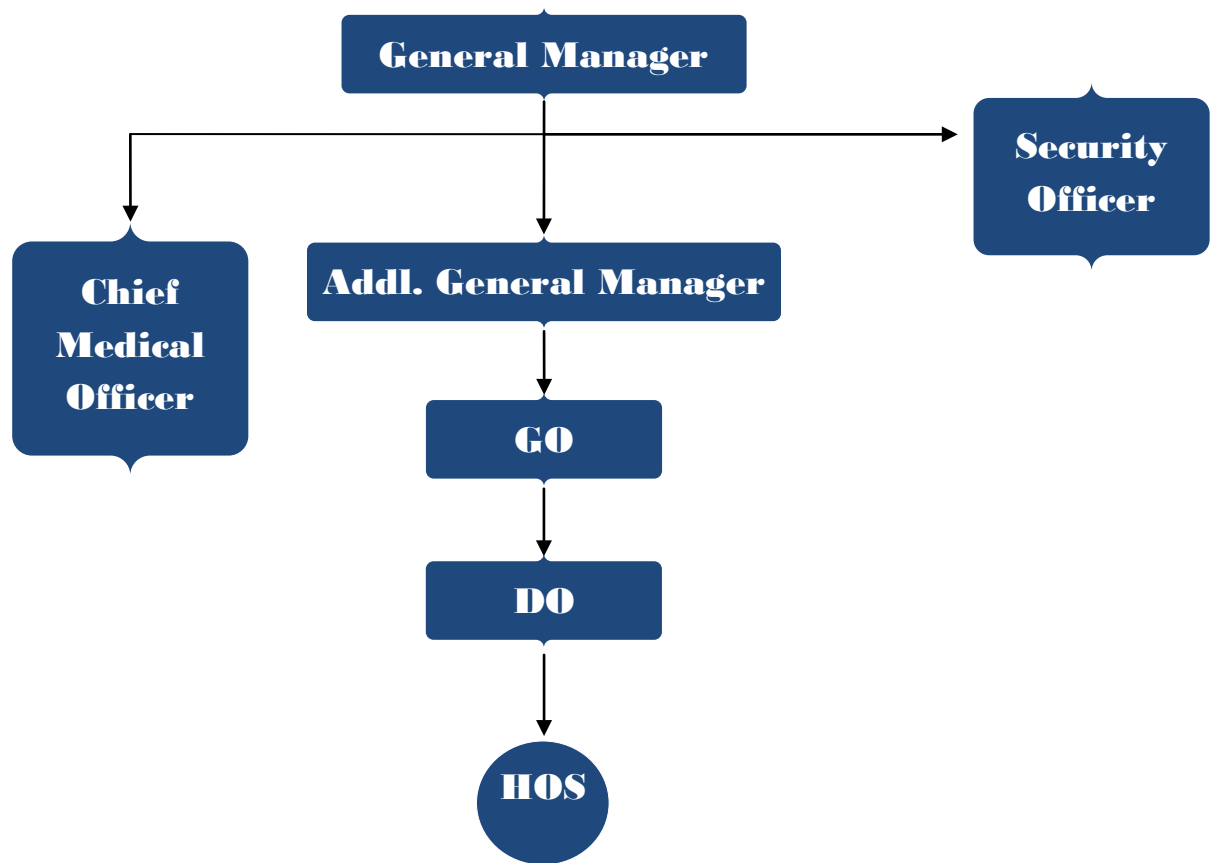 General Manager
Security
Officer
Chief
Medical
Officer
Addl. General Manager
GO
DO
HOS